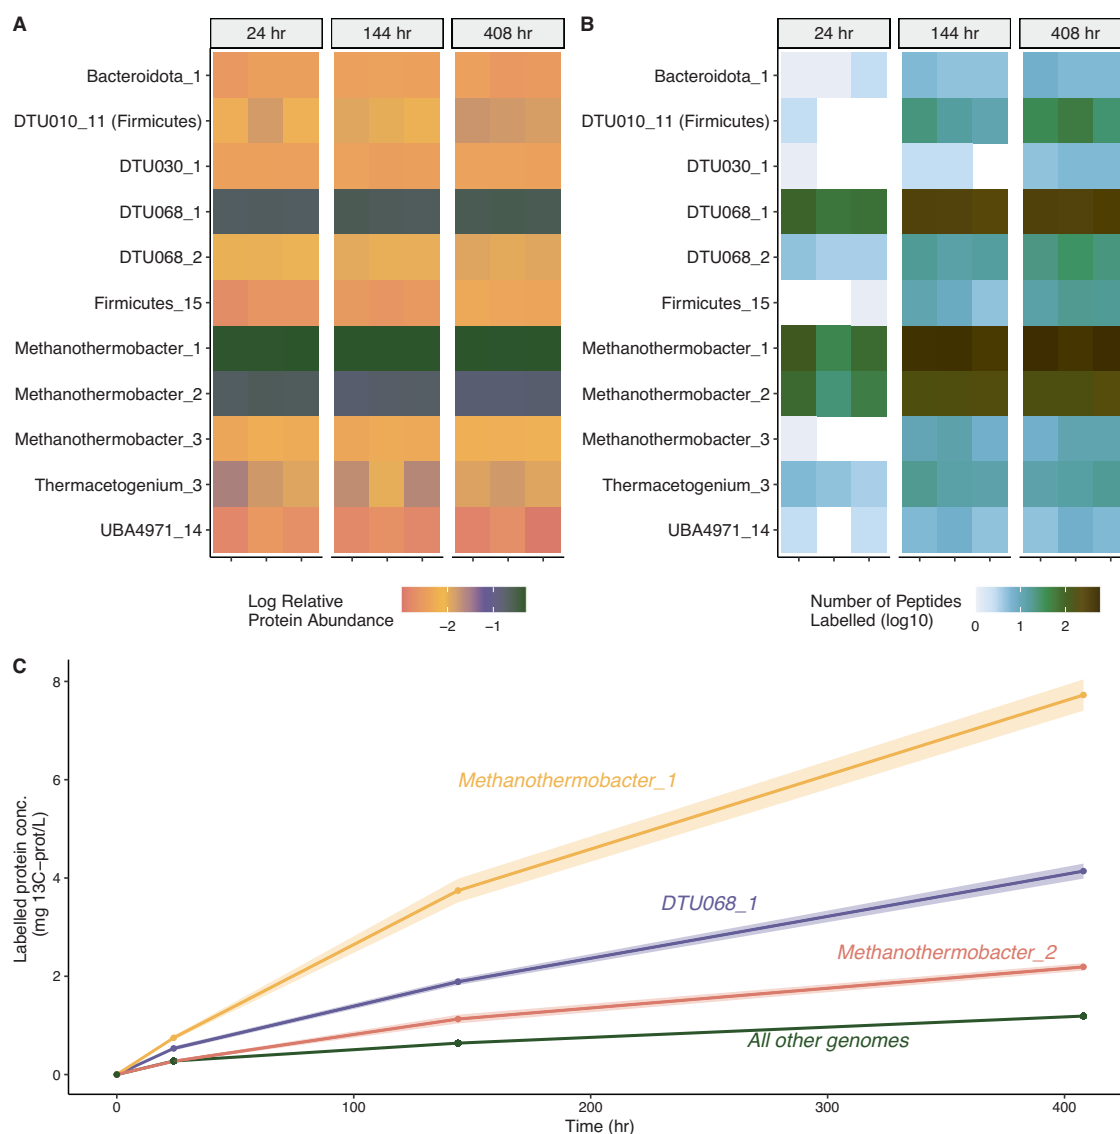 A
24 hr
144 hr
408 hr
Bacteroidota_1
DTU010_11 (Firmicutes)
DTU030_1
DTU068_1
DTU068_2
Firmicutes_15
Methanothermobacter_1
Methanothermobacter_2
Methanothermobacter_3
Thermacetogenium_3
UBA4971_14
Log Relative
Protein Abundance
−2
−1
B
24 hr
144 hr
408 hr
Bacteroidota_1
DTU010_11 (Firmicutes)
DTU030_1
DTU068_1
DTU068_2
Firmicutes_15
Methanothermobacter_1
Methanothermobacter_2
Methanothermobacter_3
Thermacetogenium_3
UBA4971_14
Number of Peptides
Labelled (log10)
0
1
2
C
Labelled protein conc.
(mg 13C−prot/L)
8
6
4
2
0
Methanothermobacter_1
DTU068_1
Methanothermobacter_2
All other genomes
0
100
200
300
400
Time (hr)